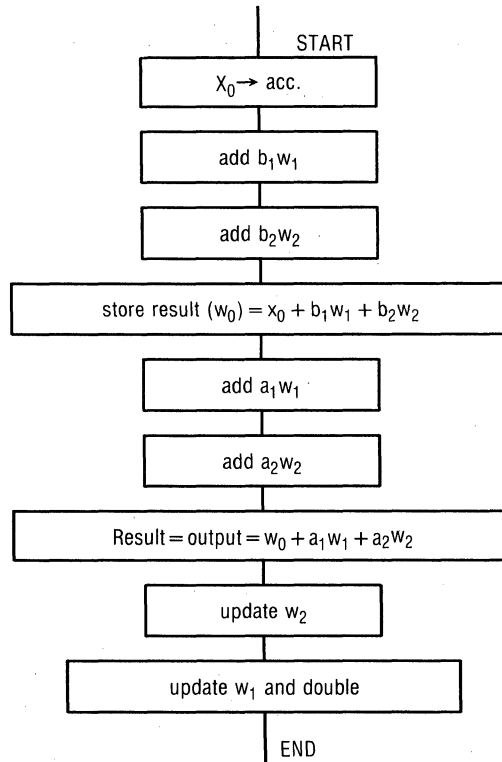 START
X₀→ acc.
add b₁w₁
add b₂w₂
store result (w₀) = x₀ + b₁w₁ + b₂w₂
add a₁w₁
add a₂w₂
Result = output = w₀ + a₁w₁ + a₂w₂
update w₂
update w₁ and double
END